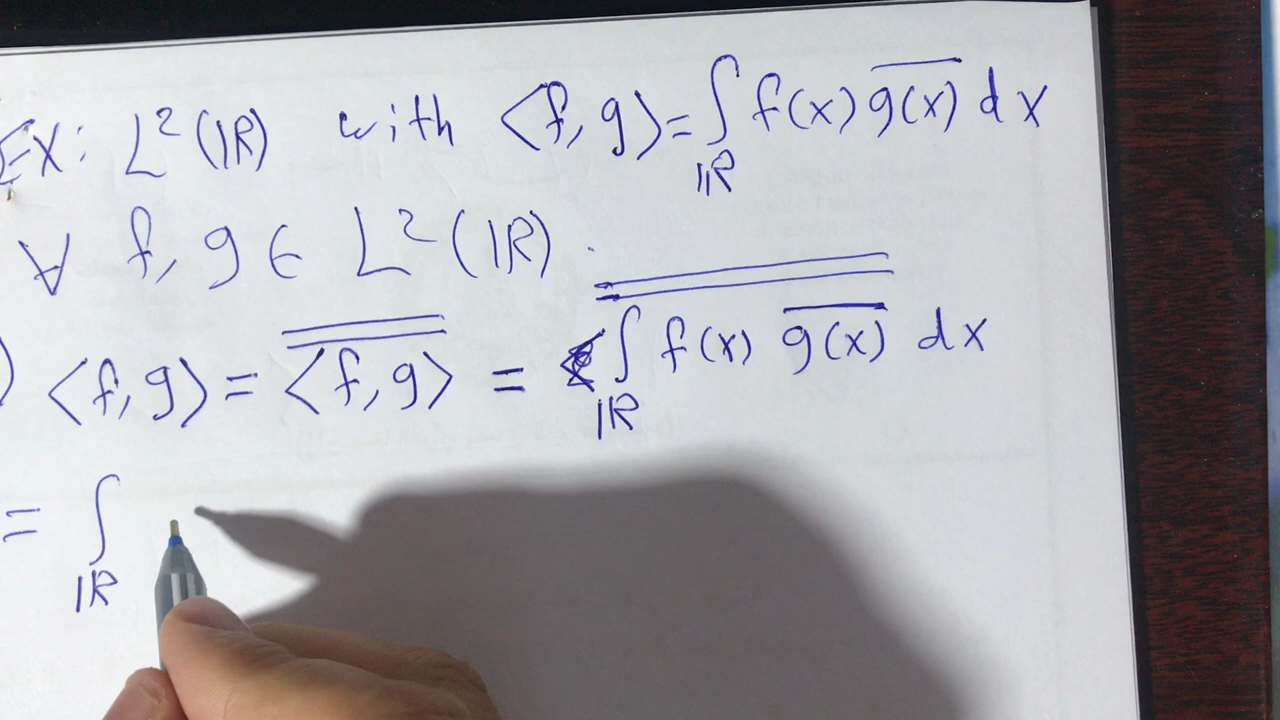 Ex: L² (ℝ) with <f, g> = ∫_ℝ f(x) \overline{g(x)} dx
∀ f, g ∈ L² (ℝ).
) <f, g> = \overline{\overline{<f, g>}} = \overline{\overline{∫_ℝ f(x) \overline{g(x)} dx}}
= ∫_ℝ